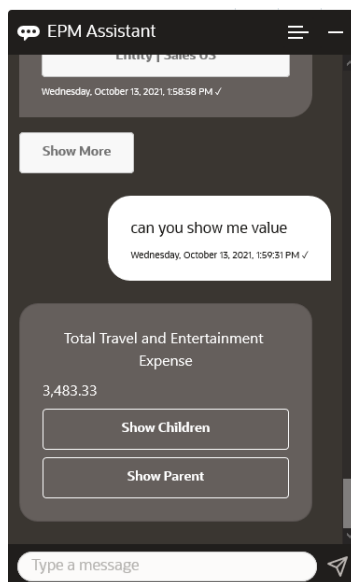 EPM Assistant
Entity | Sales US
Wednesday, October 13, 2021, 1:58:58 PM ✓
Show More
can you show me value
Wednesday, October 13, 2021, 1:59:31 PM ✓
Total Travel and Entertainment
Expense
3,483.33
Show Children
Show Parent
Type a message